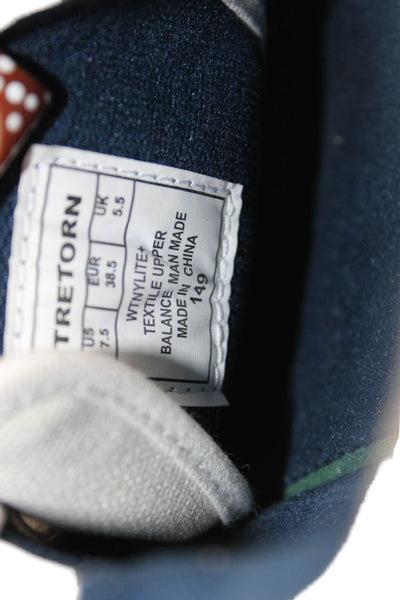 TRETORN
UK 5.5
EUR 38.5
US 7.5
WTNYLITE+
TEXTILE UPPER
BALANCE MAN MADE
MADE IN CHINA
149